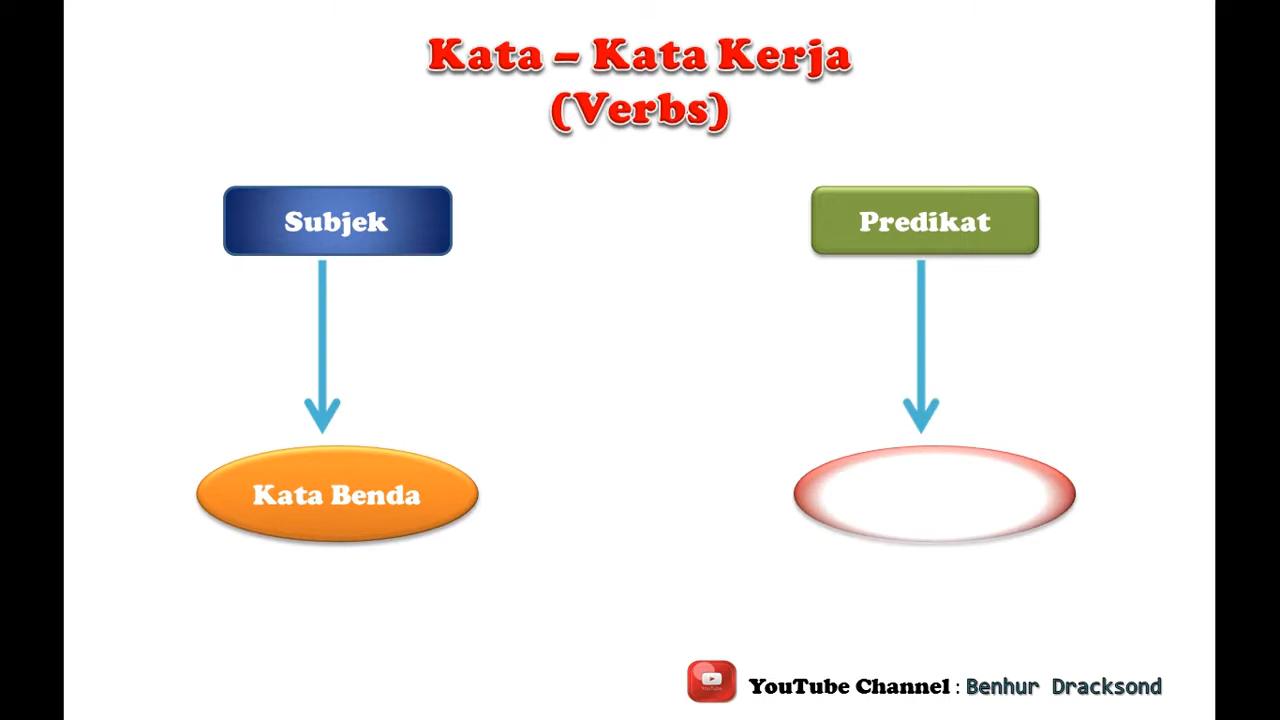 Kata – Kata Kerja
(Verbs)
Subjek
Predikat
Kata Benda
YouTube Channel : Benhur Dracksond